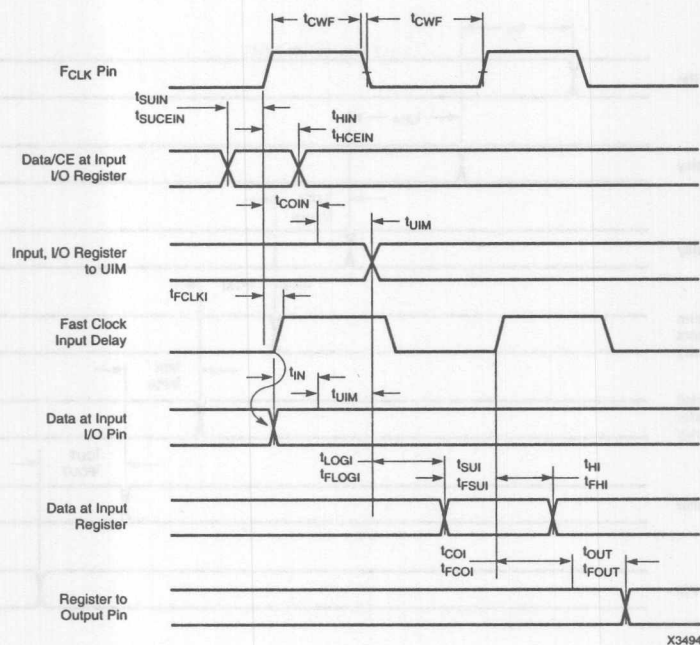 tCWF tCWF
FCLK Pin
tSUIN
tSUCEIN
tHIN
tHCEIN
Data/CE at Input
I/O Register
tCOIN
tUIM
Input, I/O Register
to UIM
tFCLKI
Fast Clock
Input Delay
tIN
tUIM
Data at Input
I/O Pin
tLOGI
tFLOGI
tSUI
tFSUI
tHI
tFHI
Data at Input
Register
tCOI
tFCOI
tOUT
tFOUT
Register to
Output Pin
X3494